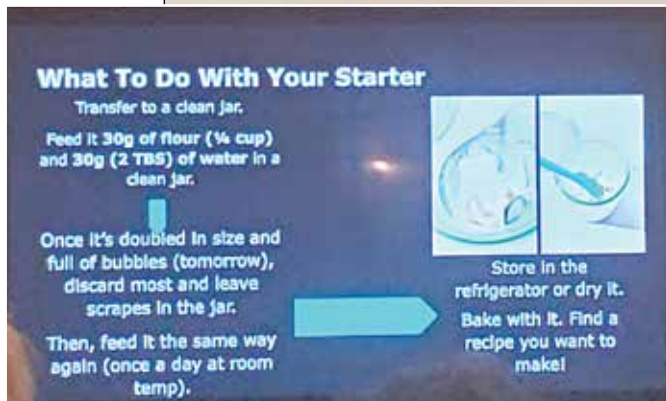 What To Do With Your Starter
Transfer to a clean jar.
Feed it 30g of flour (¼ cup)
and 30g (2 TBS) of water in a
clean jar.
Once it's doubled in size and
full of bubbles (tomorrow),
discard most and leave
scrapes in the jar.
Then, feed it the same way
again (once a day at room
temp).
Store in the
refrigerator or dry it.
Bake with it. Find a
recipe you want to
make!